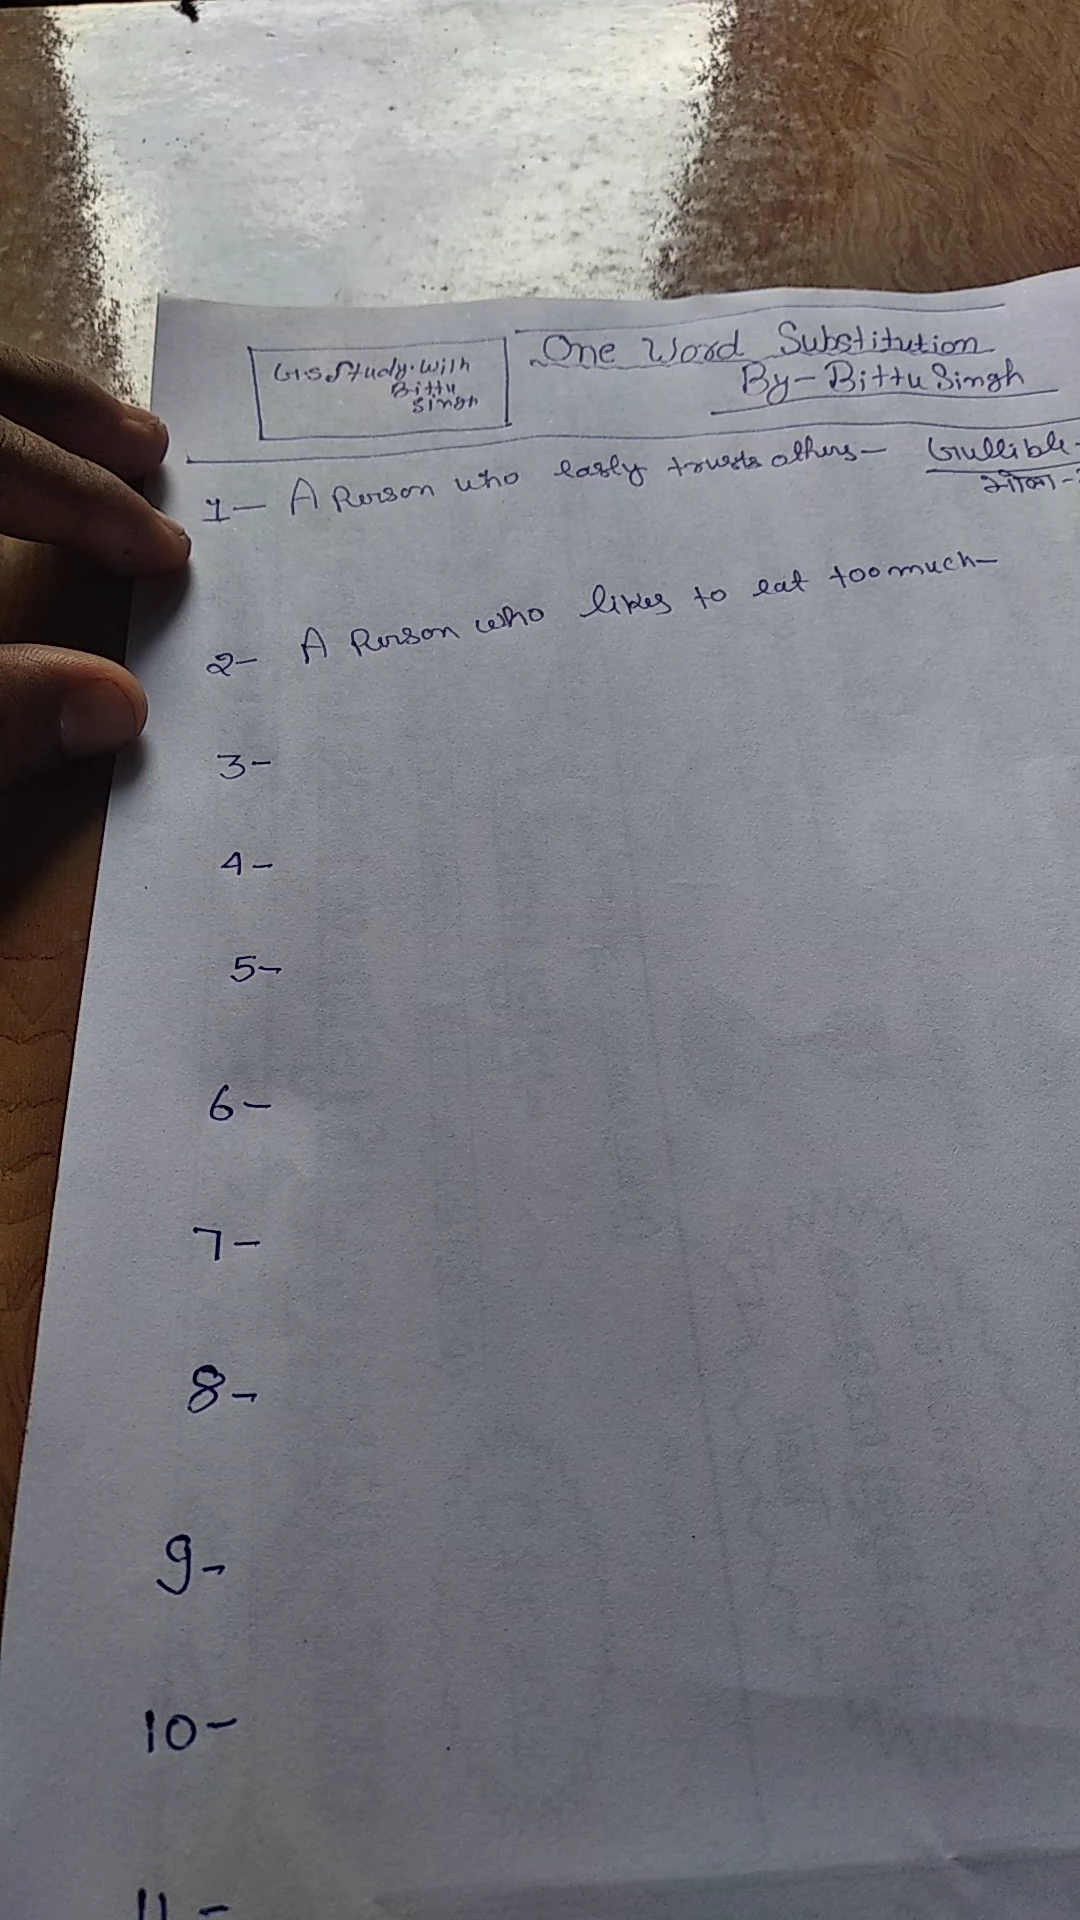 G.S Study. With
Bittu
Singh
One Word Substitution
By- Bittu Singh
1- A Person who easly trusts others- Gullible-
2- A Person who likes to eat too much-
3-
4-
5-
6-
7-
8-
9-
10-
11-